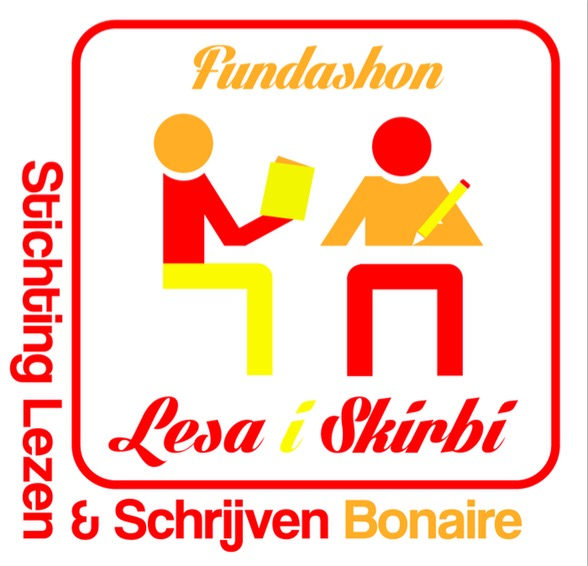 Fundashon
Lesa i Skirbi
Stichting Lezen
& Schrijven Bonaire